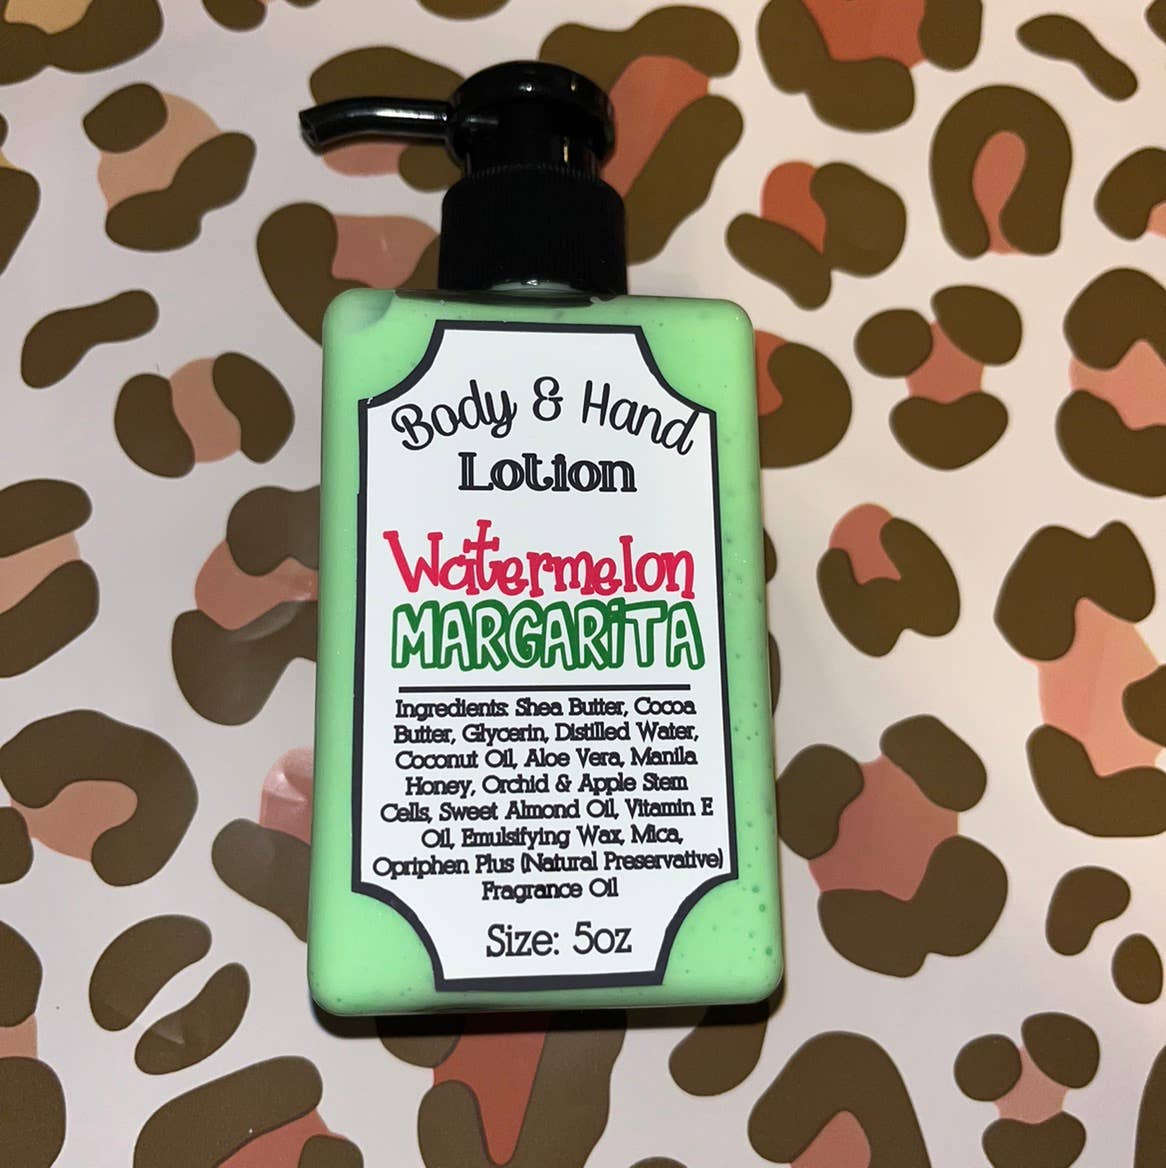 Body & Hand
Lotion
Watermelon
MARGARiTA
Ingredients: Shea Butter, Cocoa
Butter, Glycerin, Distilled Water,
Coconut Oil, Aloe Vera, Manila
Honey, Orchid & Apple Stem
Cells, Sweet Almond Oil, Vitamin E
Oil, Emulsifying Wax, Mica,
Opriphen Plus (Natural Preservative)
Fragrance Oil
Size: 5oz